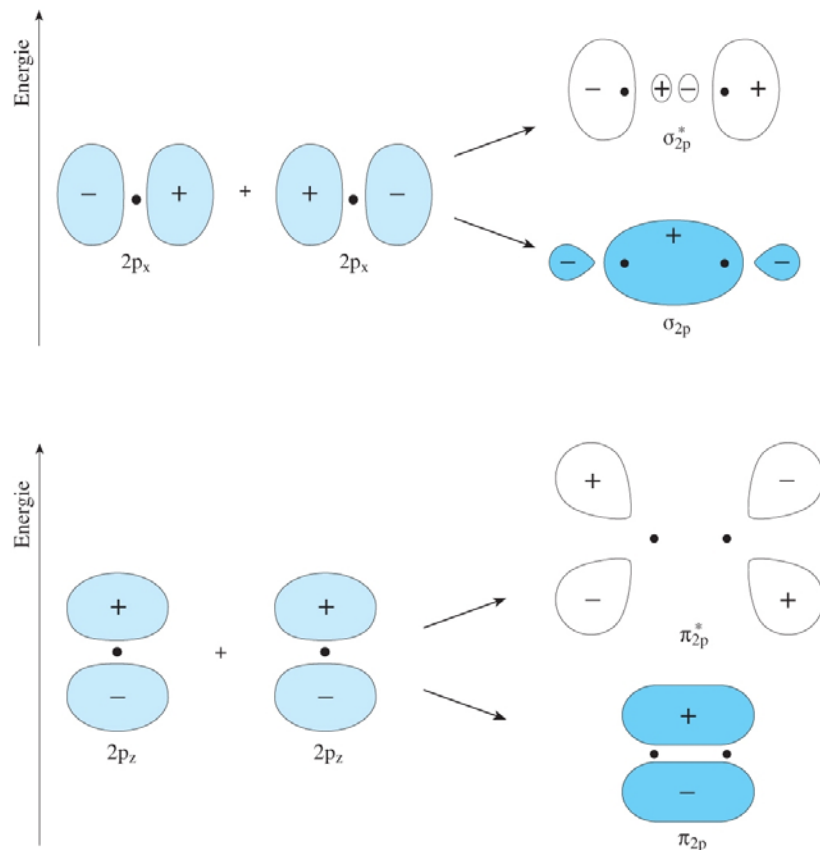 Energie
− + + + −
2pₓ 2pₓ
− + − +
σ*₂ₚ
− + −
σ₂ₚ
Energie
+ + +
− −
2p_z 2p_z
+ −
− +
π*₂ₚ
+
−
π₂ₚ